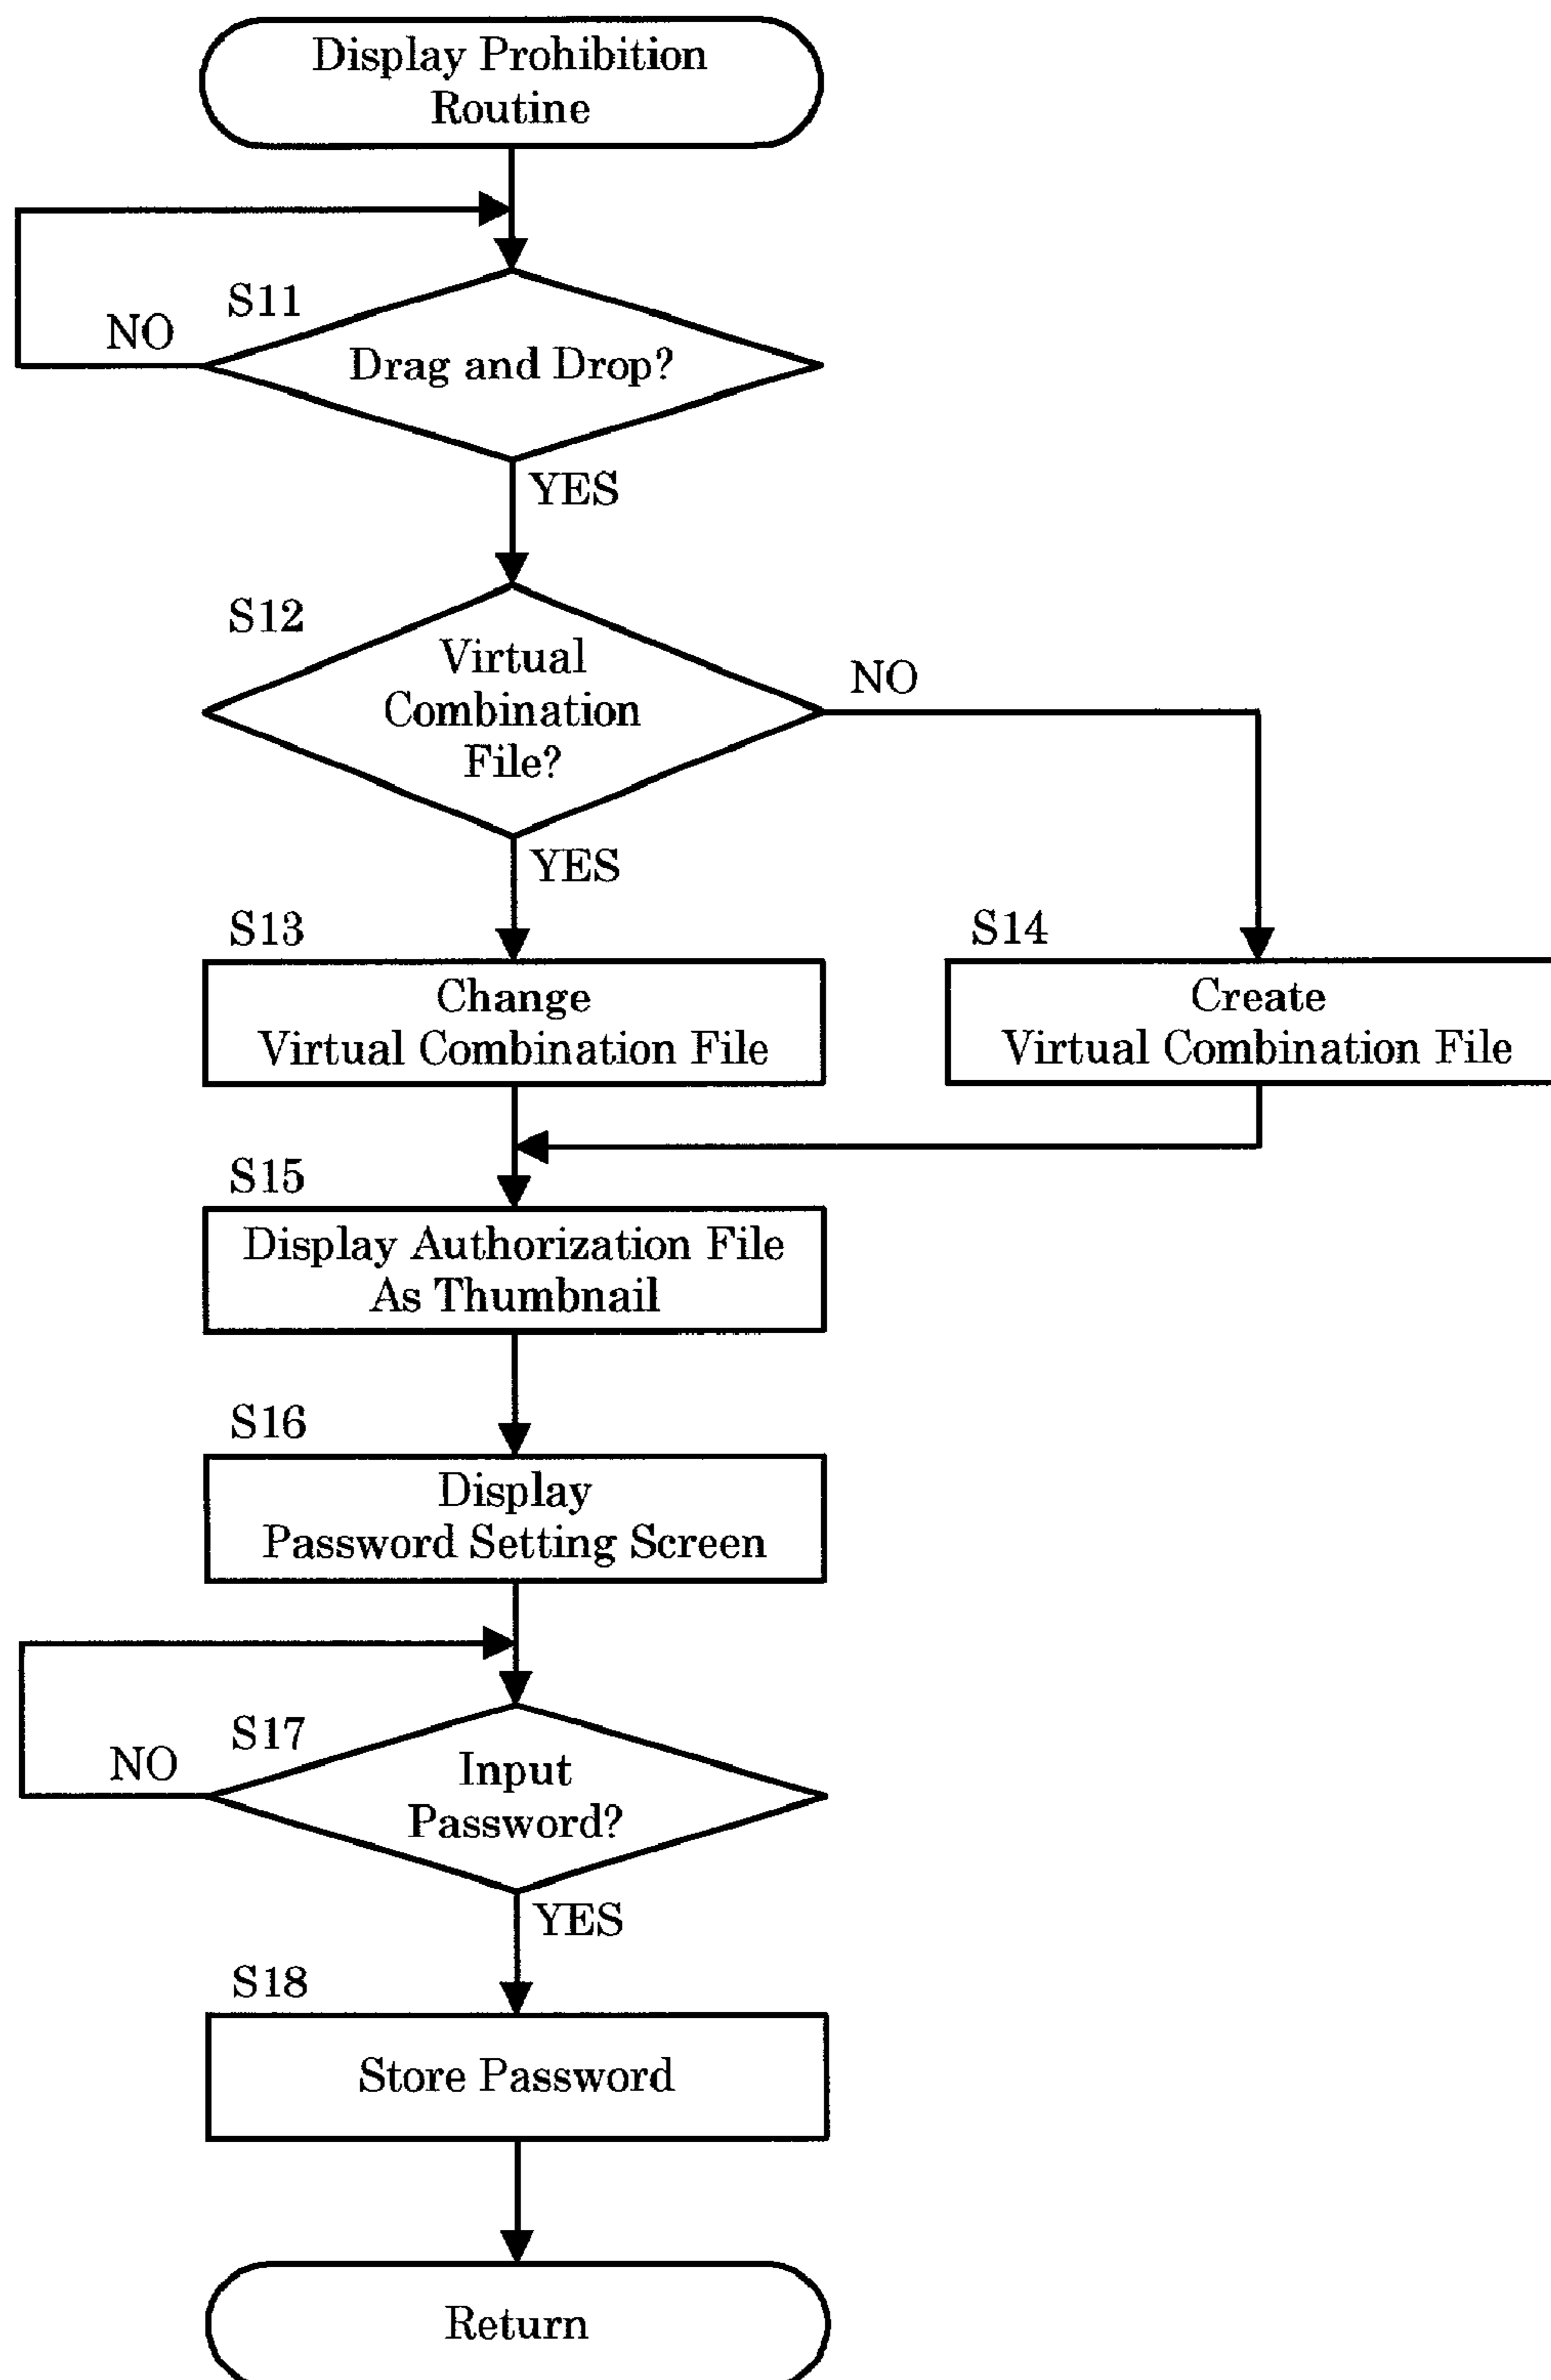 Display Prohibition
Routine
S11
NO
Drag and Drop?
YES
S12
Virtual
Combination
File?
NO
YES
S13
Change
Virtual Combination File
S14
Create
Virtual Combination File
S15
Display Authorization File
As Thumbnail
S16
Display
Password Setting Screen
S17
NO
Input
Password?
YES
S18
Store Password
Return